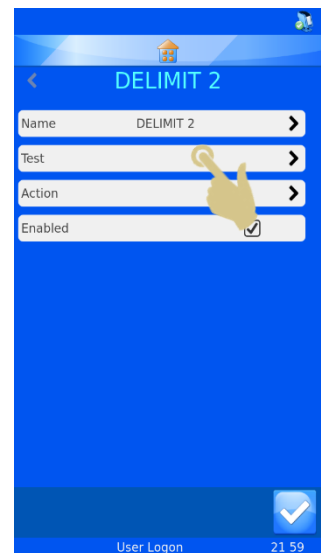 DELIMIT 2
Name DELIMIT 2
Test
Action
Enabled
User Logon 21 59